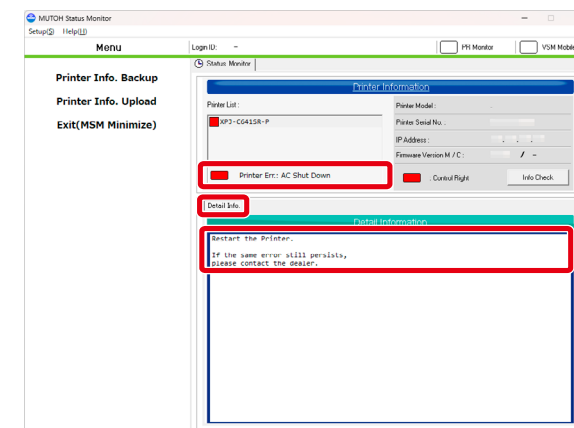 MUTOH Status Monitor
Setup(S) Help(H)
Menu
Login ID: –
PR Monitor
VSM Mobile
Status Monitor
Printer Info. Backup
Printer Info. Upload
Exit(MSM Minimize)
Printer Information
Printer List :
XPJ-C641SR-P
Printer Model :
Printer Serial No. :
IP Address :
Firmware Version M / C : / –
Printer Err.: AC Shut Down
: Control Right
Info Check
Detail Info.
Detail Information
Restart the Printer.
If the same error still persists,
please contact the dealer.